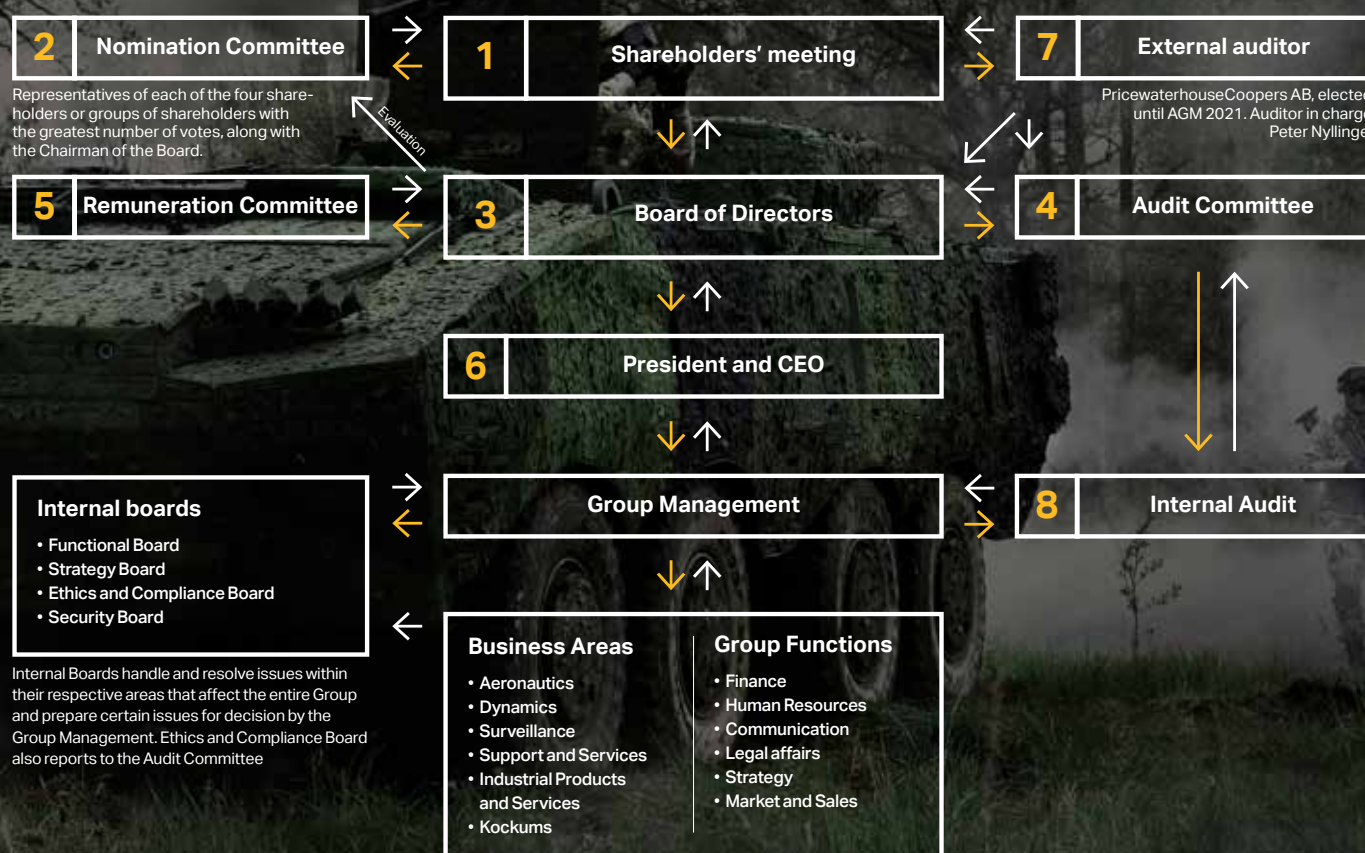 2
Nomination Committee
Representatives of each of the four share-
holders or groups of shareholders with
the greatest number of votes, along with
the Chairman of the Board.
1
Shareholders' meeting
7
External auditor
PricewaterhouseCoopers AB, elected
until AGM 2021. Auditor in charge
Peter Nyllinge
Evaluation
5
Remuneration Committee
3
Board of Directors
4
Audit Committee
6
President and CEO
Internal boards
• Functional Board
• Strategy Board
• Ethics and Compliance Board
• Security Board
Internal Boards handle and resolve issues within
their respective areas that affect the entire Group
and prepare certain issues for decision by the
Group Management. Ethics and Compliance Board
also reports to the Audit Committee
Group Management
8
Internal Audit
Business Areas
• Aeronautics
• Dynamics
• Surveillance
• Support and Services
• Industrial Products
and Services
• Kockums
Group Functions
• Finance
• Human Resources
• Communication
• Legal affairs
• Strategy
• Market and Sales